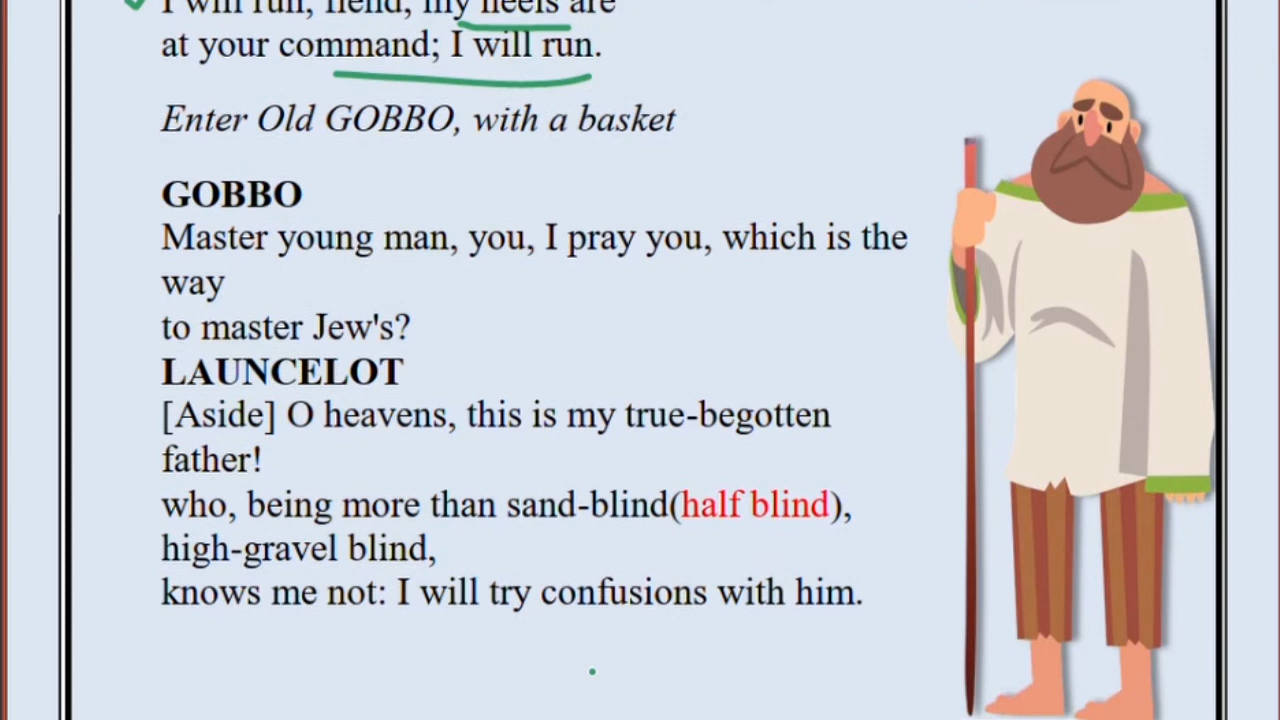 I will run, fiend; my heels are
at your command; I will run.
Enter Old GOBBO, with a basket
GOBBO
Master young man, you, I pray you, which is the
way
to master Jew's?
LAUNCELOT
[Aside] O heavens, this is my true-begotten
father!
who, being more than sand-blind(half blind),
high-gravel blind,
knows me not: I will try confusions with him.